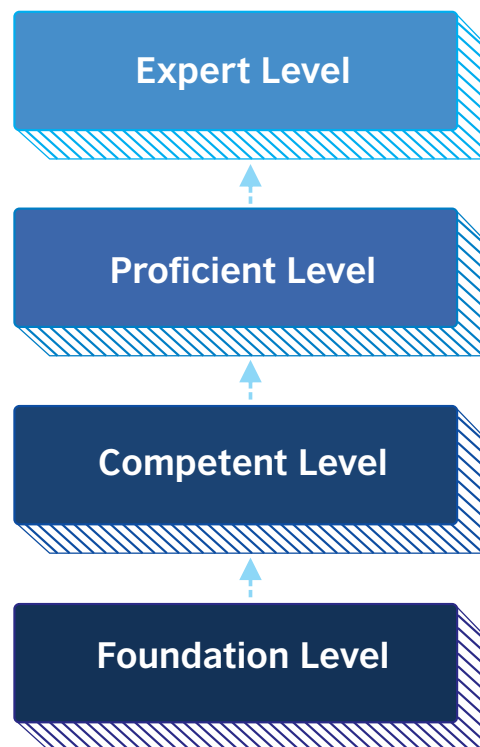 Expert Level
Proficient Level
Competent Level
Foundation Level